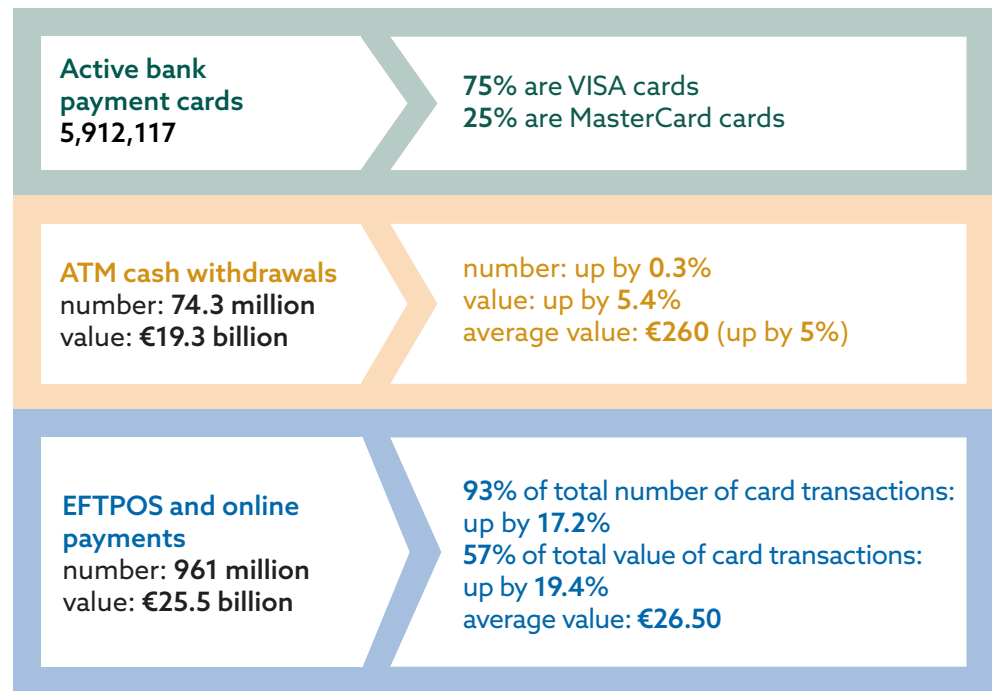 Active bank
payment cards
5,912,117
75% are VISA cards
25% are MasterCard cards
ATM cash withdrawals
number: 74.3 million
value: €19.3 billion
number: up by 0.3%
value: up by 5.4%
average value: €260 (up by 5%)
EFTPOS and online
payments
number: 961 million
value: €25.5 billion
93% of total number of card transactions:
up by 17.2%
57% of total value of card transactions:
up by 19.4%
average value: €26.50